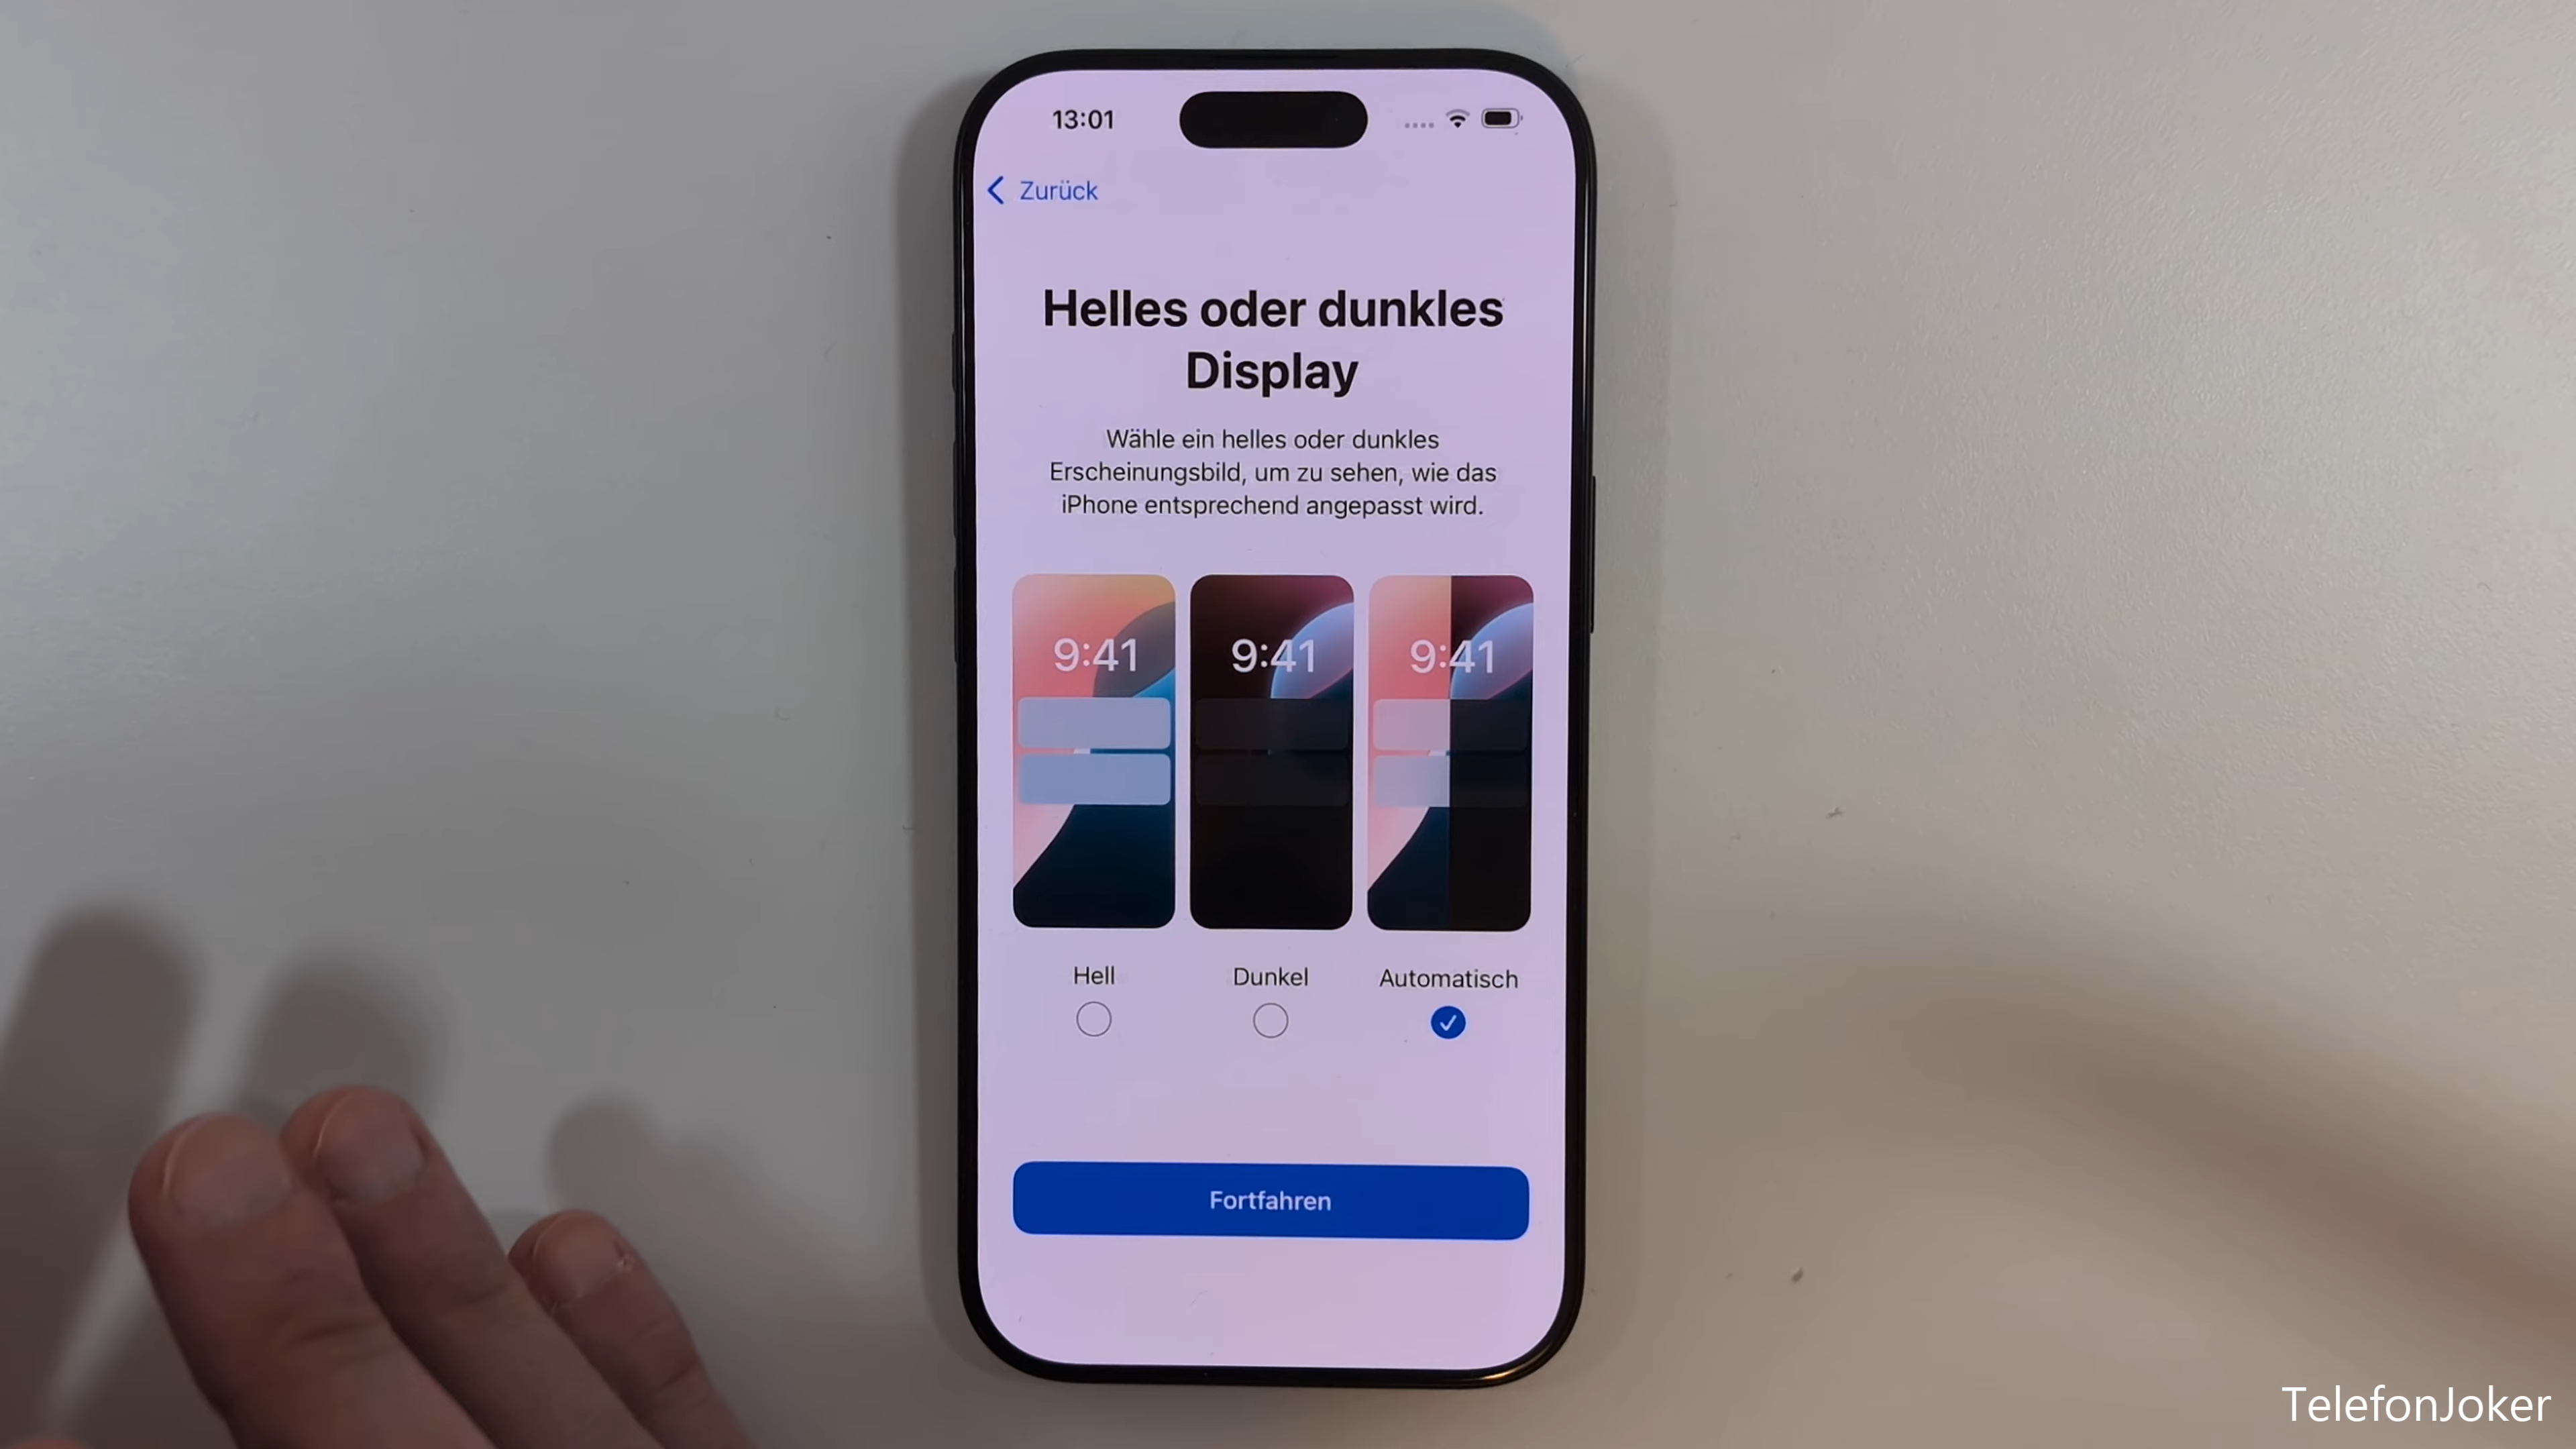 13:01
Zurück
Helles oder dunkles
Display
Wähle ein helles oder dunkles
Erscheinungsbild, um zu sehen, wie das
iPhone entsprechend angepasst wird.
9:41 9:41 9:41
Hell Dunkel Automatisch
Fortfahren
TelefonJoker